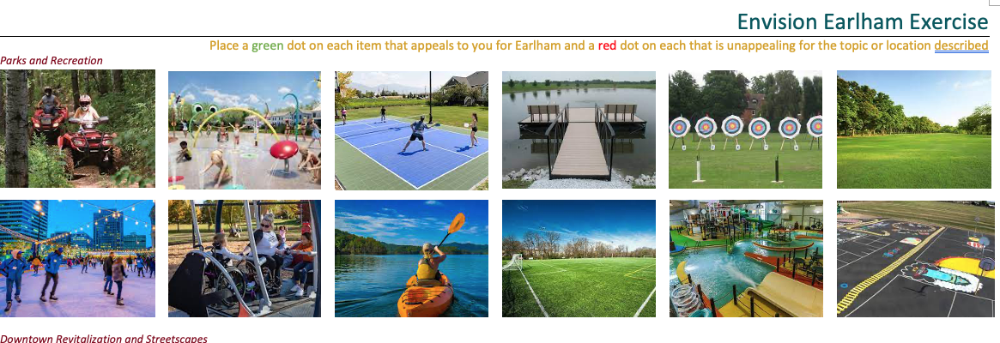 Envision Earlham Exercise
Place a green dot on each item that appeals to you for Earlham and a red dot on each that is unappealing for the topic or location described
Parks and Recreation
Downtown Revitalization and Streetscapes